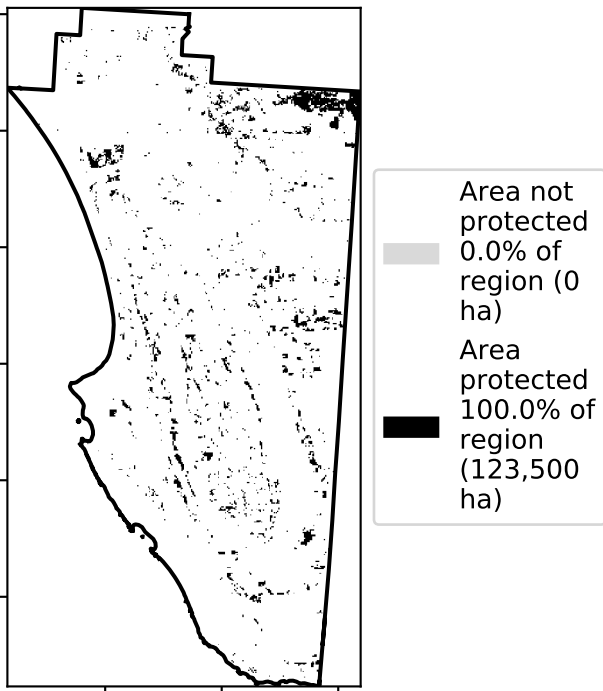 Area not
protected
0.0% of
region (0
ha)
Area
protected
100.0% of
region
(123,500
ha)